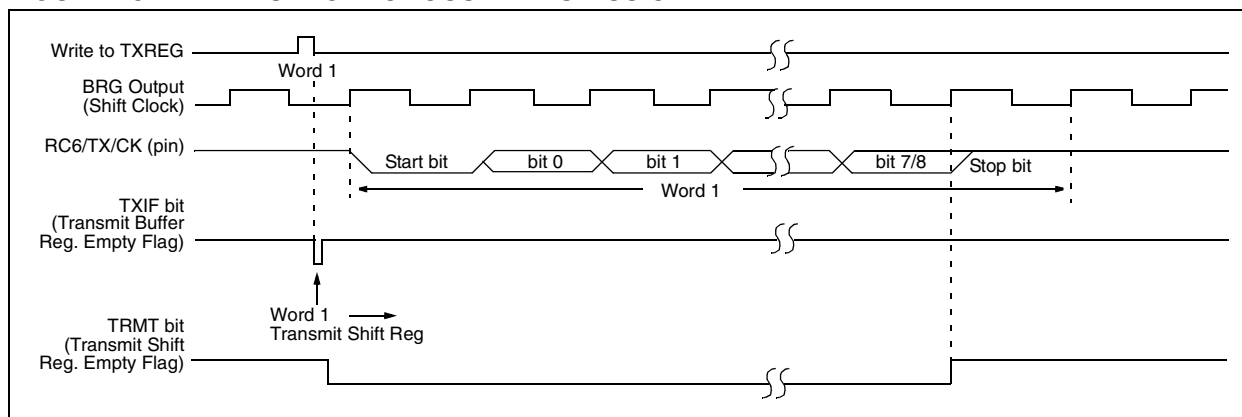 Write to TXREG
Word 1
BRG Output
(Shift Clock)
RC6/TX/CK (pin)
Start bit
bit 0
bit 1
bit 7/8
Stop bit
Word 1
TXIF bit
(Transmit Buffer
Reg. Empty Flag)
Word 1
Transmit Shift Reg
TRMT bit
(Transmit Shift
Reg. Empty Flag)